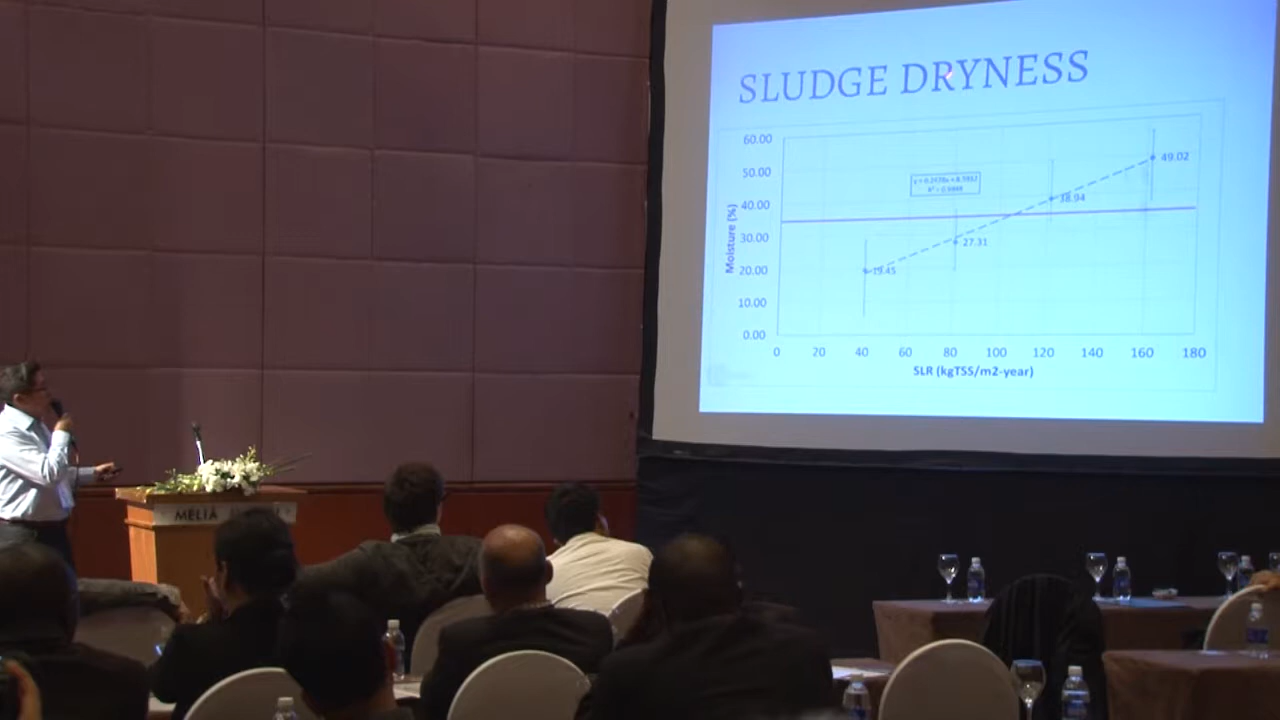 SLUDGE DRYNESS
60.00
50.00
40.00
30.00
20.00
10.00
0.00
Moisture (%)
49.02
38.94
27.31
19.45
0 20 40 60 80 100 120 140 160 180
SLR (kgTSS/m2-year)
MELIÁ